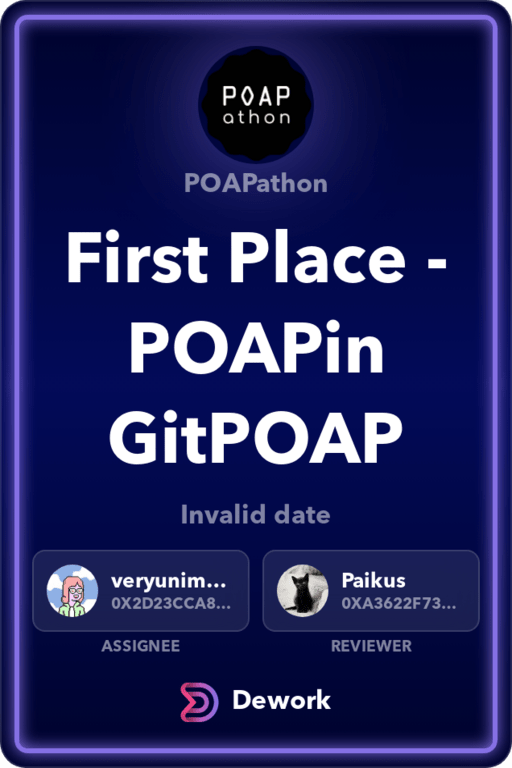 POAP
athon
POAPathon
First Place -
POAPin
GitPOAP
Invalid date
veryunim...
0X2D23CCA8...
ASSIGNEE
Paikus
0XA3622F73...
REVIEWER
Dework